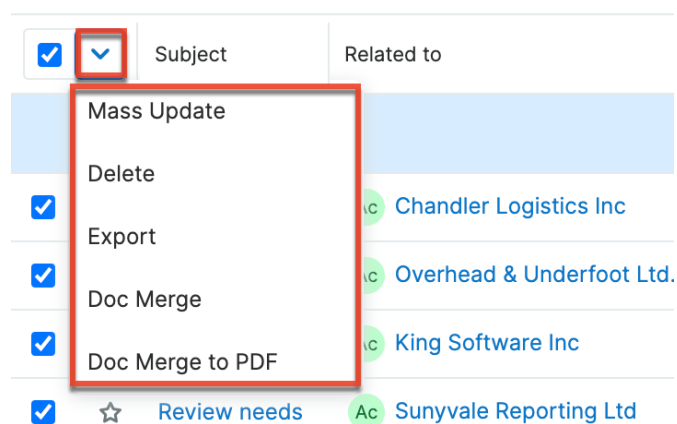 Subject
Related to
Mass Update
Delete
Chandler Logistics Inc
Export
Overhead & Underfoot Ltd.
Doc Merge
King Software Inc
Doc Merge to PDF
Review needs
Ac
Sunyvale Reporting Ltd